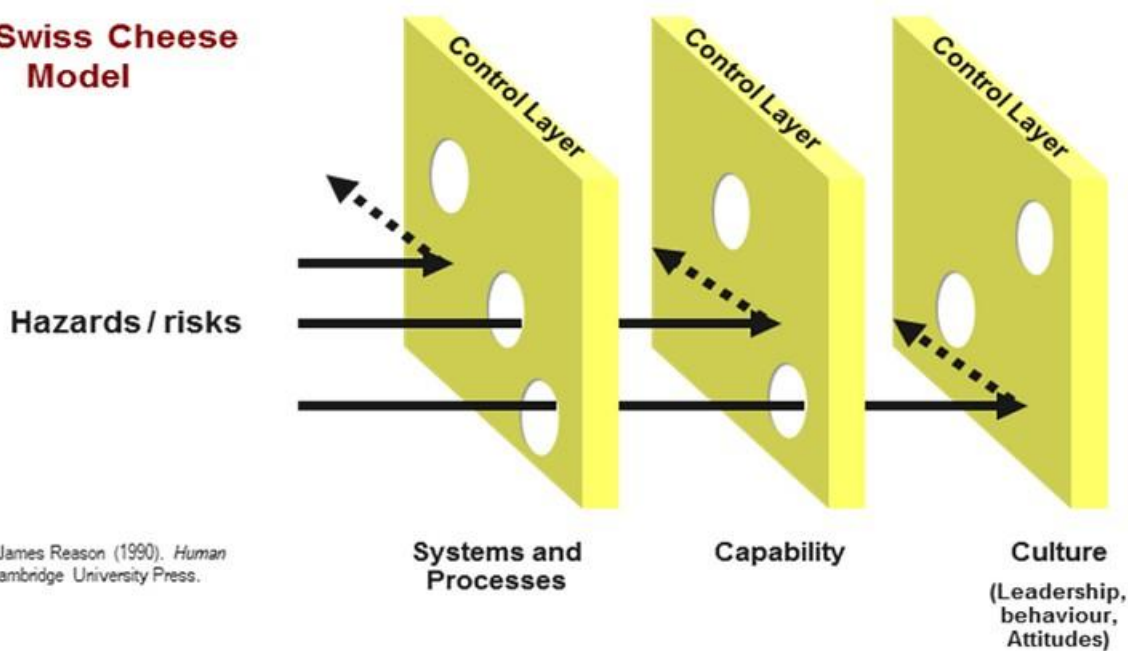 Swiss Cheese
Model
Control Layer
Control Layer
Control Layer
Hazards / risks
James Reason (1990). Human
ambridge University Press.
Systems and
Processes
Capability
Culture
(Leadership,
behaviour,
Attitudes)